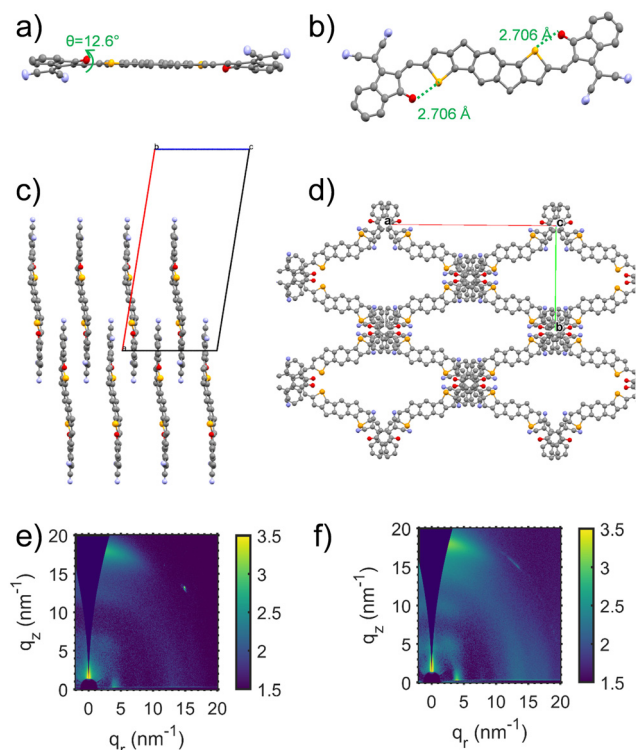 a)
θ=12.6°
b)
2.706 Å
2.706 Å
c)
b
c
d)
a
c
b
e)
20
15
10
5
0
q_z (nm⁻¹)
0 5 10 15 20
q_r (nm⁻¹)
3.5
3
2.5
2
1.5
f)
20
15
10
5
0
q_z (nm⁻¹)
0 5 10 15 20
q_r (nm⁻¹)
3.5
3
2.5
2
1.5